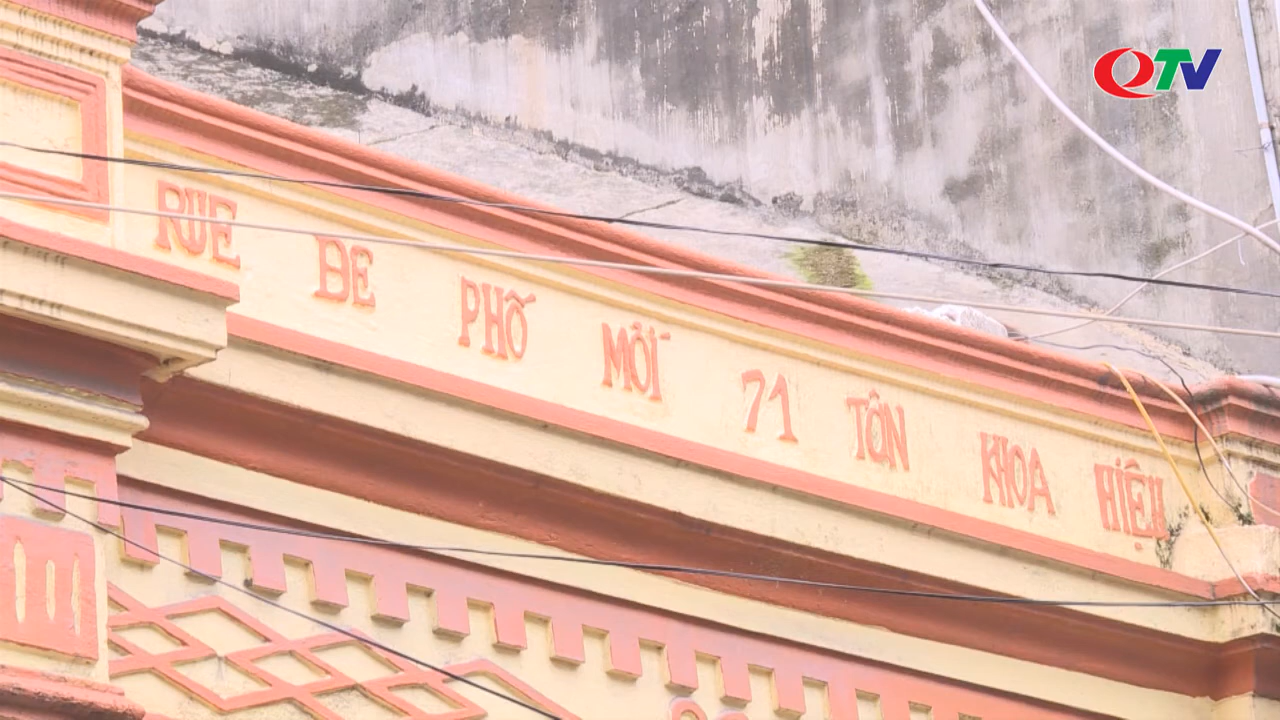 QTV
RUE DE PHỐ MỚI 71 TÔN KHOA HIỆU